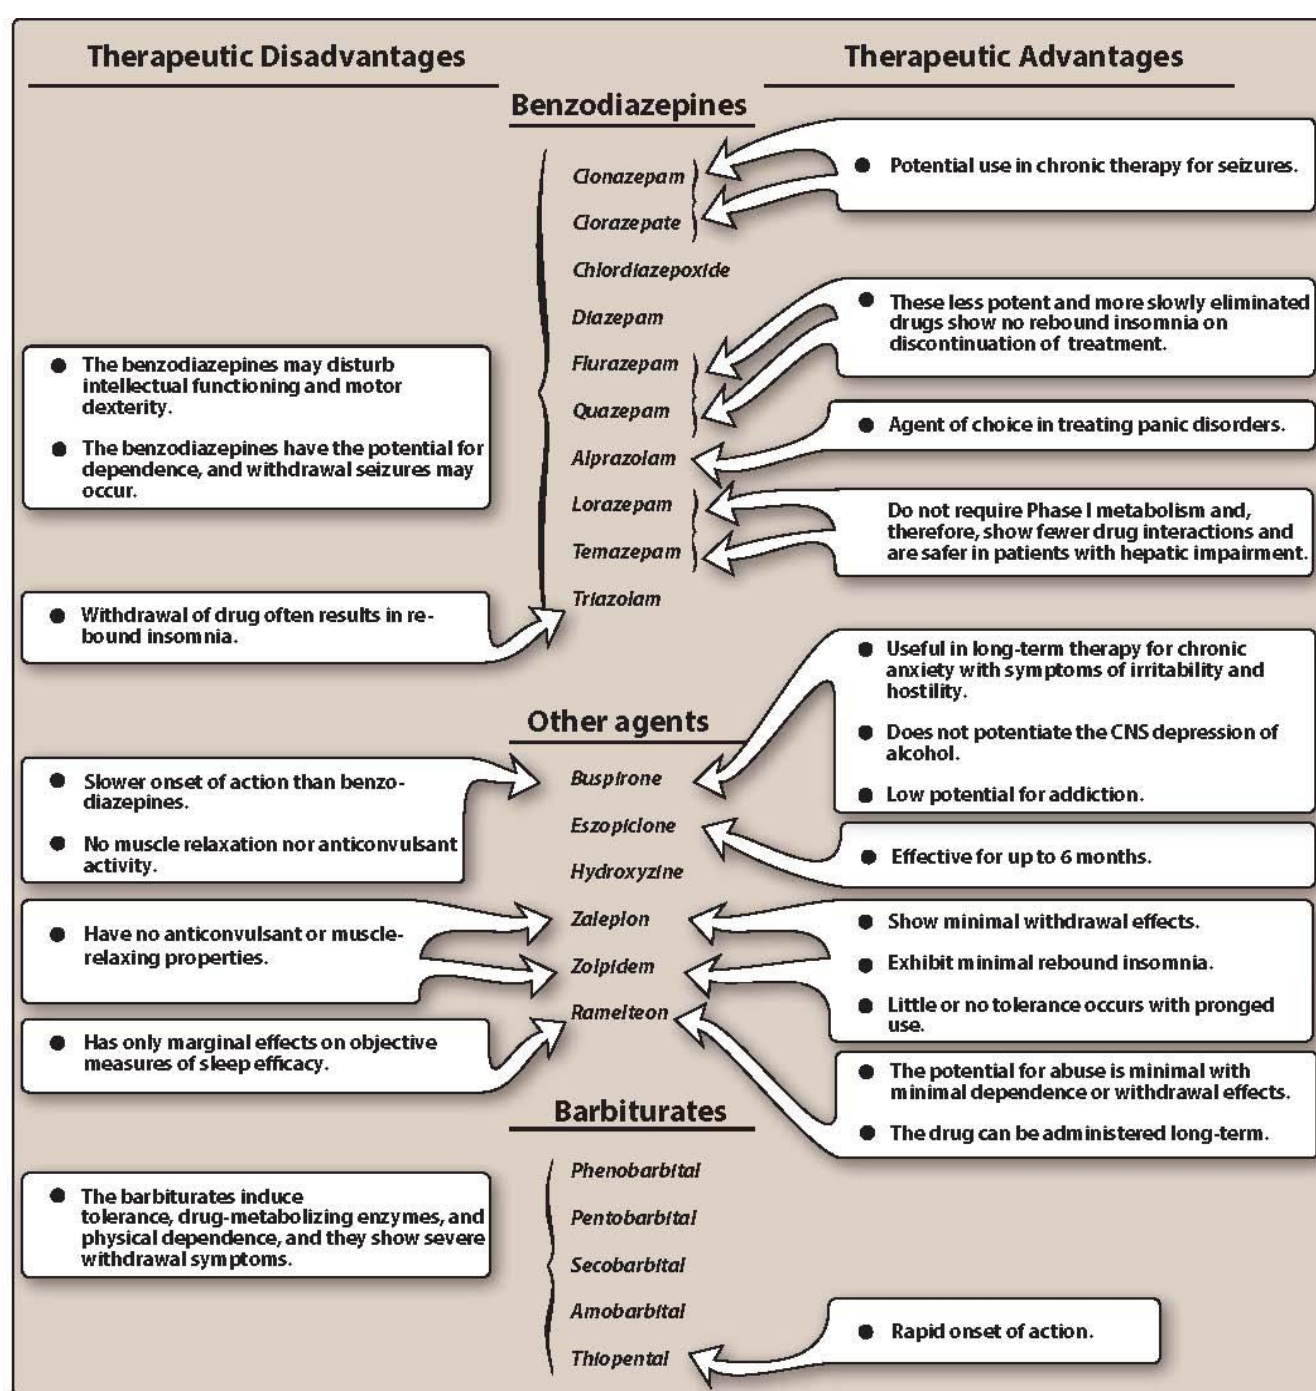 Therapeutic Disadvantages
Therapeutic Advantages
Benzodiazepines
Clonazepam
Clorazepate
Chlordiazepoxide
Diazepam
Flurazepam
Quazepam
Alprazolam
Lorazepam
Temazepam
Triazolam
● Potential use in chronic therapy for seizures.
● These less potent and more slowly eliminated
drugs show no rebound insomnia on
discontinuation of treatment.
● Agent of choice in treating panic disorders.
Do not require Phase I metabolism and,
therefore, show fewer drug interactions and
are safer in patients with hepatic impairment.
● The benzodiazepines may disturb
intellectual functioning and motor
dexterity.
● The benzodiazepines have the potential for
dependence, and withdrawal seizures may
occur.
● Withdrawal of drug often results in re-
bound insomnia.
Other agents
Buspirone
Eszopiclone
Hydroxyzine
Zaleplon
Zolpidem
Ramelteon
● Useful in long-term therapy for chronic
anxiety with symptoms of irritability and
hostility.
● Does not potentiate the CNS depression of
alcohol.
● Low potential for addiction.
● Effective for up to 6 months.
● Show minimal withdrawal effects.
● Exhibit minimal rebound insomnia.
● Little or no tolerance occurs with pronged
use.
● The potential for abuse is minimal with
minimal dependence or withdrawal effects.
● The drug can be administered long-term.
● Slower onset of action than benzo-
diazepines.
● No muscle relaxation nor anticonvulsant
activity.
● Have no anticonvulsant or muscle-
relaxing properties.
● Has only marginal effects on objective
measures of sleep efficacy.
Barbiturates
Phenobarbital
Pentobarbital
Secobarbital
Amobarbital
Thiopental
● The barbiturates induce
tolerance, drug-metabolizing enzymes, and
physical dependence, and they show severe
withdrawal symptoms.
● Rapid onset of action.